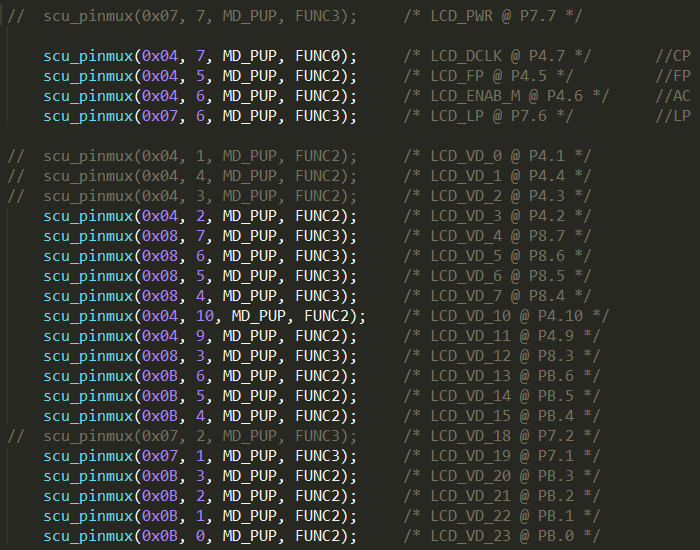 //  scu_pinmux(0x07, 7, MD_PUP, FUNC3);     /* LCD_PWR @ P7.7 */
    scu_pinmux(0x04, 7, MD_PUP, FUNC0);     /* LCD_DCLK @ P4.7 */       //CP
    scu_pinmux(0x04, 5, MD_PUP, FUNC2);     /* LCD_FP @ P4.5 */         //FP
    scu_pinmux(0x04, 6, MD_PUP, FUNC2);     /* LCD_ENAB_M @ P4.6 */     //AC
    scu_pinmux(0x07, 6, MD_PUP, FUNC3);     /* LCD_LP @ P7.6 */         //LP
//  scu_pinmux(0x04, 1, MD_PUP, FUNC2);     /* LCD_VD_0 @ P4.1 */
//  scu_pinmux(0x04, 4, MD_PUP, FUNC2);     /* LCD_VD_1 @ P4.4 */
//  scu_pinmux(0x04, 3, MD_PUP, FUNC2);     /* LCD_VD_2 @ P4.3 */
    scu_pinmux(0x04, 2, MD_PUP, FUNC2);     /* LCD_VD_3 @ P4.2 */
    scu_pinmux(0x08, 7, MD_PUP, FUNC3);     /* LCD_VD_4 @ P8.7 */
    scu_pinmux(0x08, 6, MD_PUP, FUNC3);     /* LCD_VD_5 @ P8.6 */
    scu_pinmux(0x08, 5, MD_PUP, FUNC3);     /* LCD_VD_6 @ P8.5 */
    scu_pinmux(0x08, 4, MD_PUP, FUNC3);     /* LCD_VD_7 @ P8.4 */
    scu_pinmux(0x04, 10, MD_PUP, FUNC2);    /* LCD_VD_10 @ P4.10 */
    scu_pinmux(0x04, 9, MD_PUP, FUNC2);     /* LCD_VD_11 @ P4.9 */
    scu_pinmux(0x08, 3, MD_PUP, FUNC3);     /* LCD_VD_12 @ P8.3 */
    scu_pinmux(0x0B, 6, MD_PUP, FUNC2);     /* LCD_VD_13 @ PB.6 */
    scu_pinmux(0x0B, 5, MD_PUP, FUNC2);     /* LCD_VD_14 @ PB.5 */
    scu_pinmux(0x0B, 4, MD_PUP, FUNC2);     /* LCD_VD_15 @ PB.4 */
//  scu_pinmux(0x07, 2, MD_PUP, FUNC3);     /* LCD_VD_18 @ P7.2 */
    scu_pinmux(0x07, 1, MD_PUP, FUNC3);     /* LCD_VD_19 @ P7.1 */
    scu_pinmux(0x0B, 3, MD_PUP, FUNC2);     /* LCD_VD_20 @ PB.3 */
    scu_pinmux(0x0B, 2, MD_PUP, FUNC2);     /* LCD_VD_21 @ PB.2 */
    scu_pinmux(0x0B, 1, MD_PUP, FUNC2);     /* LCD_VD_22 @ PB.1 */
    scu_pinmux(0x0B, 0, MD_PUP, FUNC2);     /* LCD_VD_23 @ PB.0 */